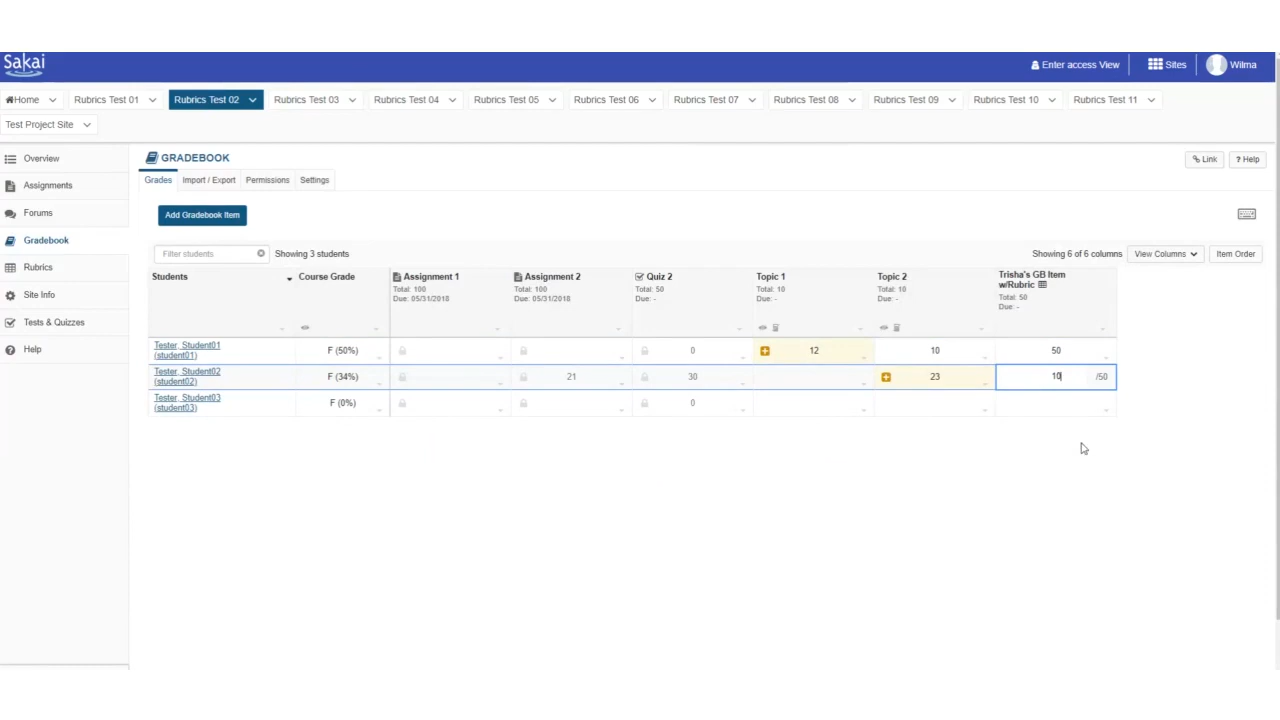 Sakai
Enter access View
Sites
Wilma
Home
Rubrics Test 01
Rubrics Test 02
Rubrics Test 03
Rubrics Test 04
Rubrics Test 05
Rubrics Test 06
Rubrics Test 07
Rubrics Test 08
Rubrics Test 09
Rubrics Test 10
Rubrics Test 11
Test Project Site
Overview
Assignments
Forums
Gradebook
Rubrics
Site Info
Tests & Quizzes
Help
GRADEBOOK
Link
? Help
Grades
Import / Export
Permissions
Settings
Add Gradebook Item
Filter students
Showing 3 students
Showing 6 of 6 columns
View Columns
Item Order
Students
Course Grade
Assignment 1
Total: 100
Due: 05/31/2018
Assignment 2
Total: 100
Due: 05/31/2018
Quiz 2
Total: 50
Due: -
Topic 1
Total: 10
Due: -
Topic 2
Total: 10
Due: -
Trisha's GB Item
w/Rubric
Total: 50
Due: -
Tester, Student01
(student01)
F (50%)
0
12
10
50
Tester, Student02
(student02)
F (34%)
21
30
23
10
/50
Tester, Student03
(student03)
F (0%)
0